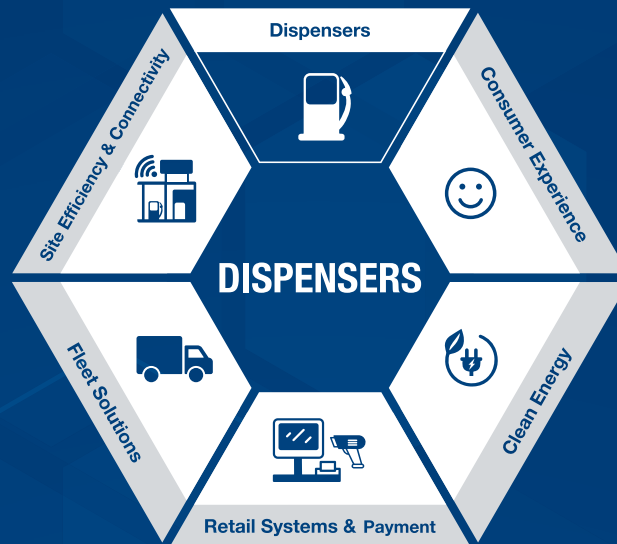 Dispensers
Consumer Experience
Clean Energy
Retail Systems & Payment
Fleet Solutions
Site Efficiency & Connectivity
DISPENSERS